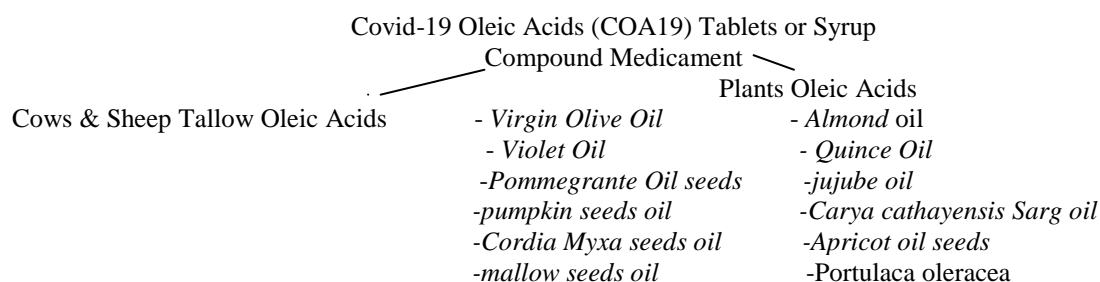 Covid-19 Oleic Acids (COA19) Tablets or Syrup
Compound Medicament
Plants Oleic Acids
Cows & Sheep Tallow Oleic Acids - Virgin Olive Oil - Almond oil
- Violet Oil - Quince Oil
-Pommegrante Oil seeds -jujube oil
-pumpkin seeds oil -Carya cathayensis Sarg oil
-Cordia Myxa seeds oil -Apricot oil seeds
-mallow seeds oil -Portulaca oleracea